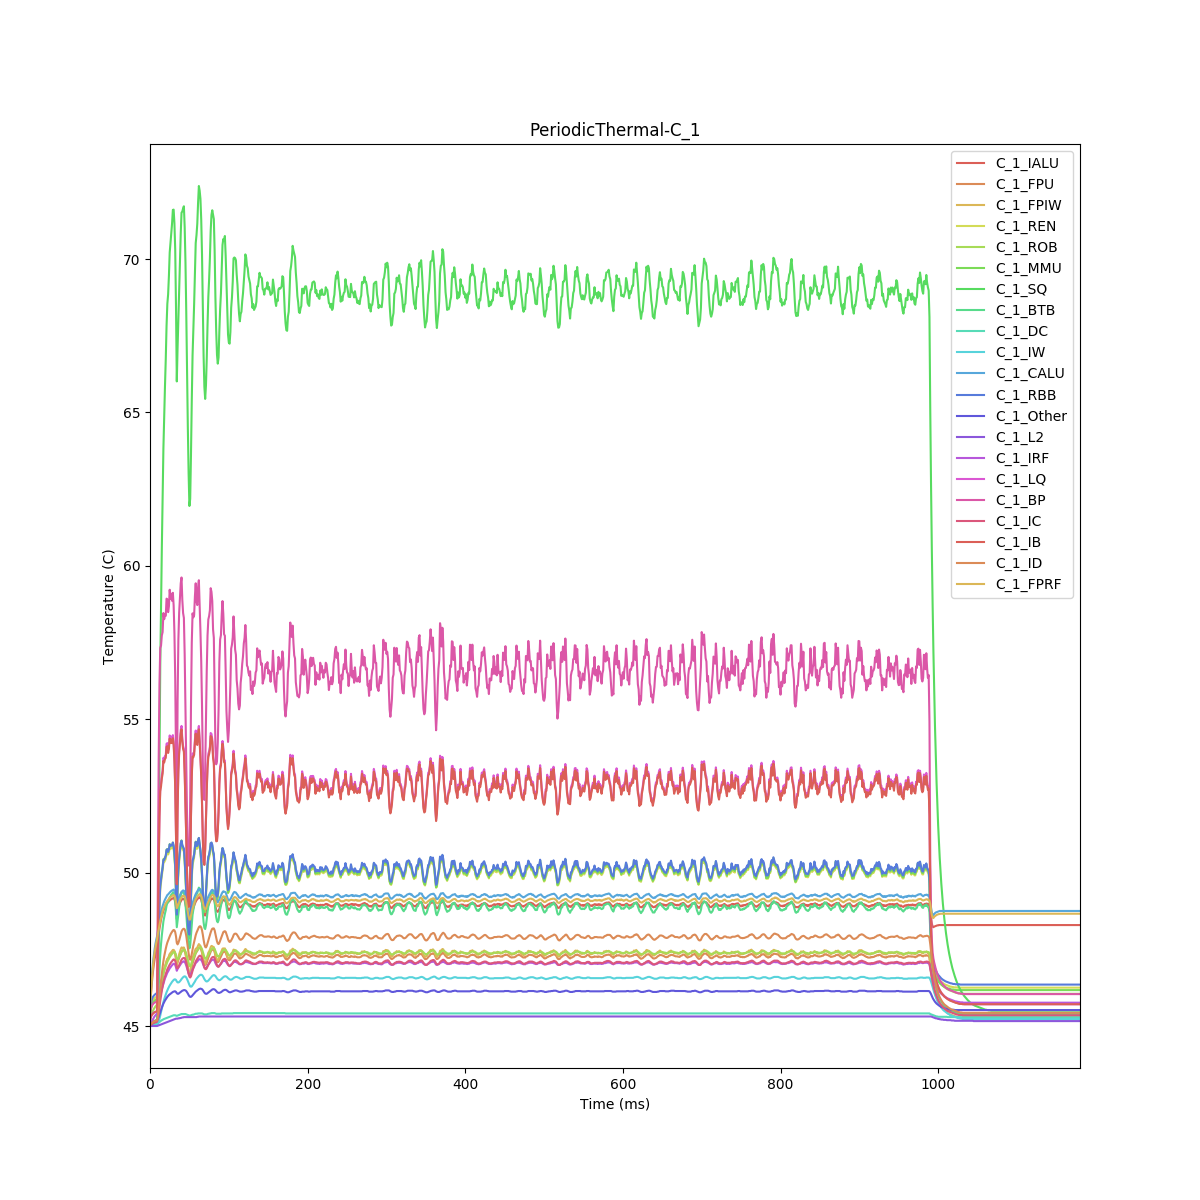 PeriodicThermal-C_1
C_1_IALU
C_1_FPU
C_1_FPIW
C_1_REN
C_1_ROB
C_1_MMU
C_1_SQ
C_1_BTB
C_1_DC
C_1_IW
C_1_CALU
C_1_RBB
C_1_Other
C_1_L2
C_1_IRF
C_1_LQ
C_1_BP
C_1_IC
C_1_IB
C_1_ID
C_1_FPRF
70
65
60
55
50
45
Temperature (C)
0 200 400 600 800 1000
Time (ms)